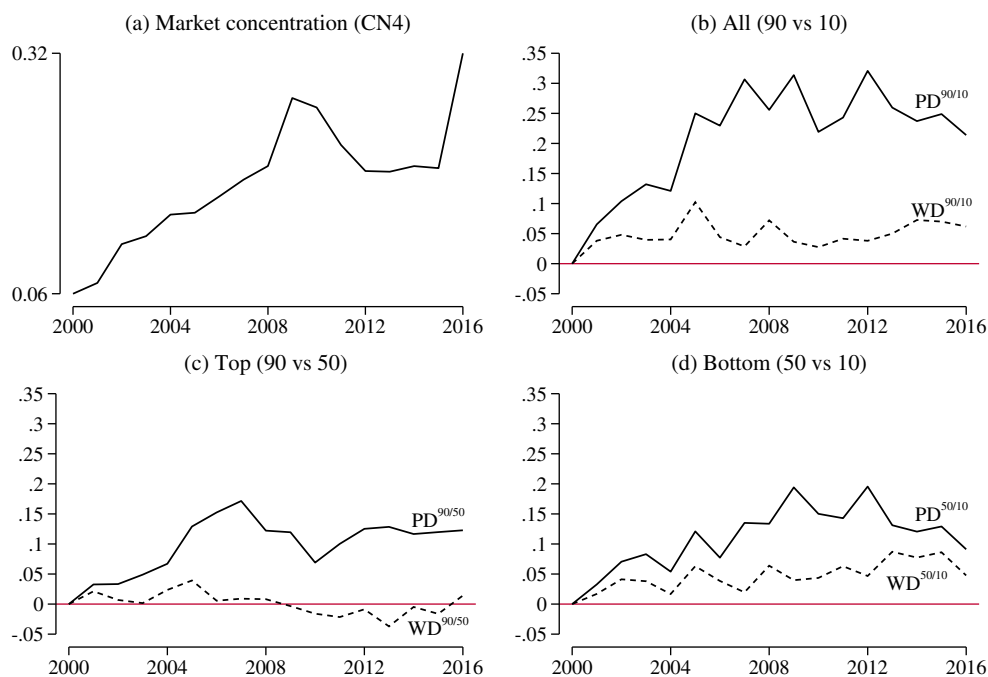 (a) Market concentration (CN4)
0.32
0.06
2000 2004 2008 2012 2016
(b) All (90 vs 10)
.35
.3
.25
.2
.15
.1
.05
0
-.05
PD90/10
WD90/10
2000 2004 2008 2012 2016
(c) Top (90 vs 50)
.35
.3
.25
.2
.15
.1
.05
0
-.05
PD90/50
WD90/50
2000 2004 2008 2012 2016
(d) Bottom (50 vs 10)
.35
.3
.25
.2
.15
.1
.05
0
-.05
PD50/10
WD50/10
2000 2004 2008 2012 2016